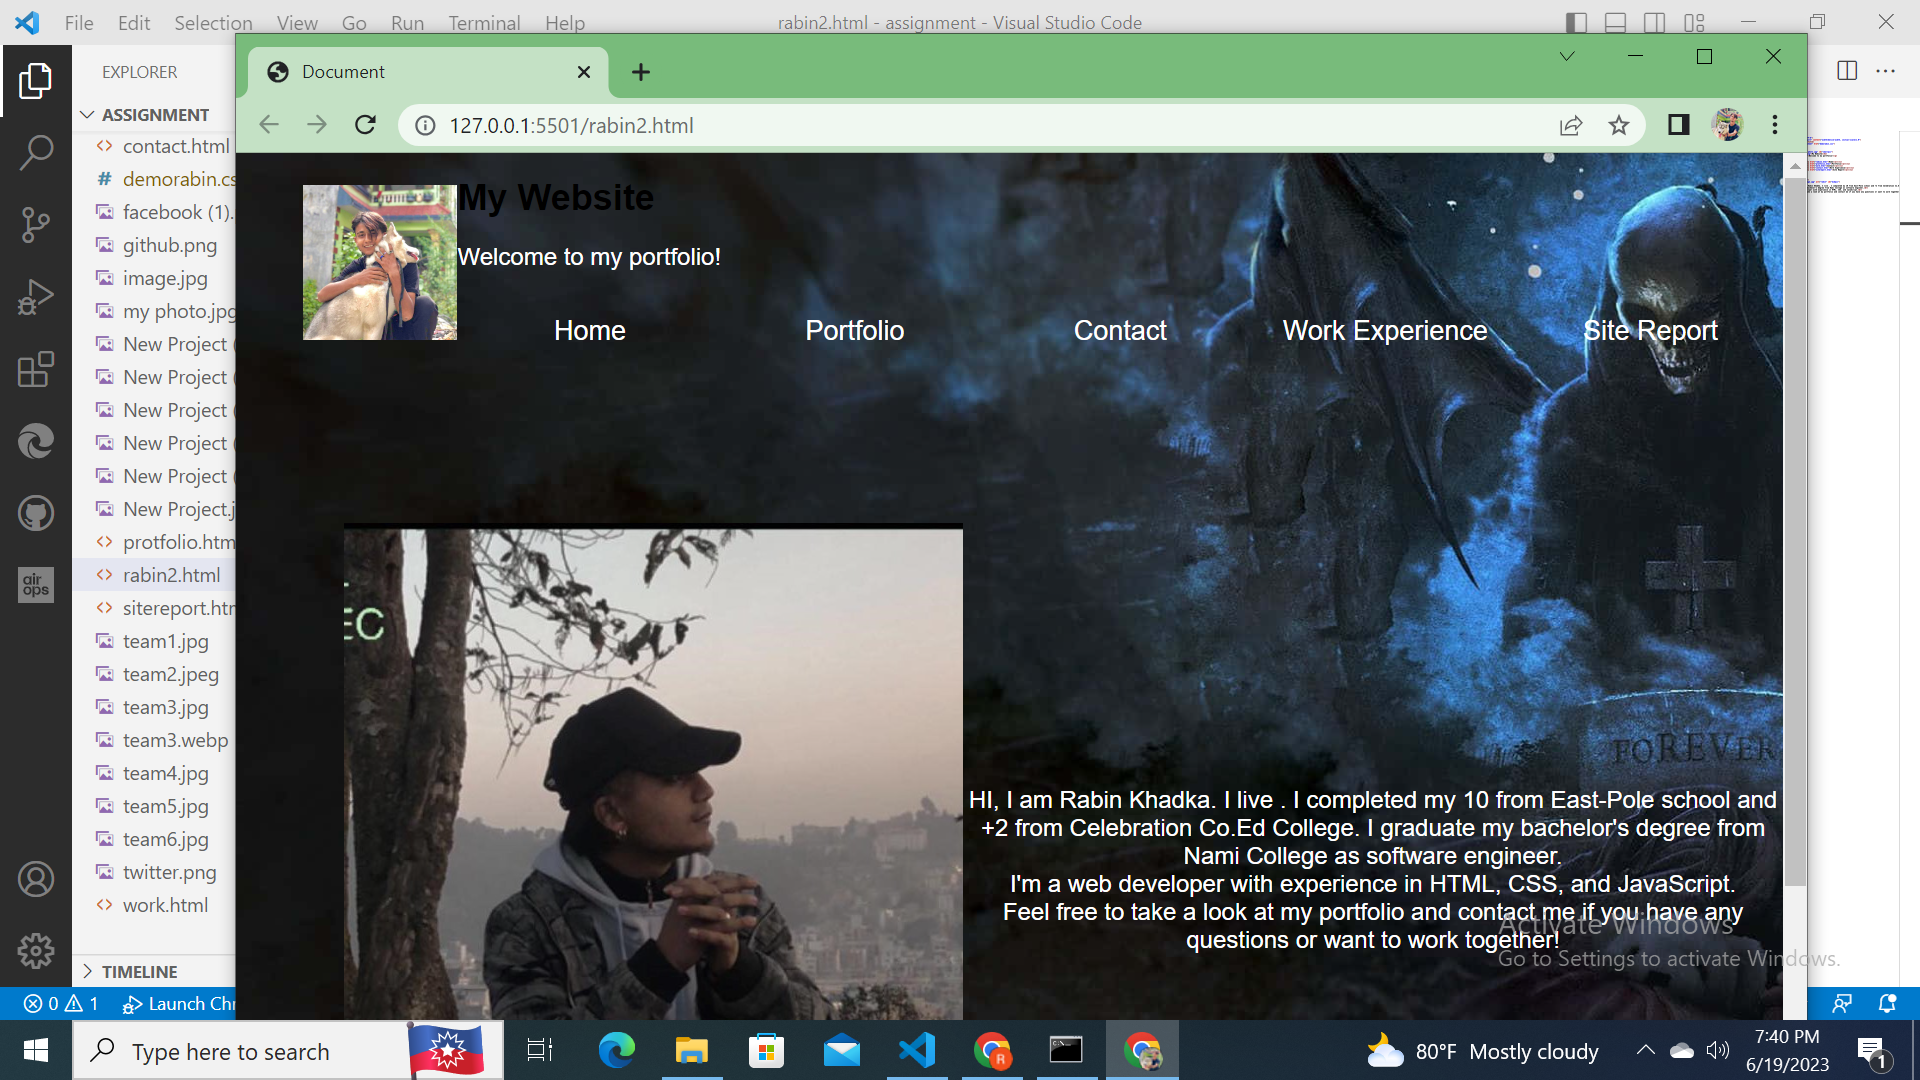 File Edit Selection View Go Run Terminal Help
rabin2.html - assignment - Visual Studio Code
EXPLORER
ASSIGNMENT
contact.html
demorabin.cs
facebook (1).
github.png
image.jpg
my photo.jpg
New Project (
New Project (
New Project (
New Project (
New Project (
New Project.j
protfolio.htm
rabin2.html
sitereport.htm
team1.jpg
team2.jpeg
team3.jpg
team3.webp
team4.jpg
team5.jpg
team6.jpg
twitter.png
work.html
TIMELINE
0 1 Launch Chr
air
ops
Document
127.0.0.1:5501/rabin2.html
My Website
Welcome to my portfolio!
Home Portfolio Contact Work Experience Site Report
EC
FOREVER
HI, I am Rabin Khadka. I live . I completed my 10 from East-Pole school and
+2 from Celebration Co.Ed College. I graduate my bachelor's degree from
Nami College as software engineer.
I'm a web developer with experience in HTML, CSS, and JavaScript.
Feel free to take a look at my portfolio and contact me if you have any
questions or want to work together!
Activate Windows
Go to Settings to activate Windows.
Type here to search
R
80°F Mostly cloudy
7:40 PM
6/19/2023
1